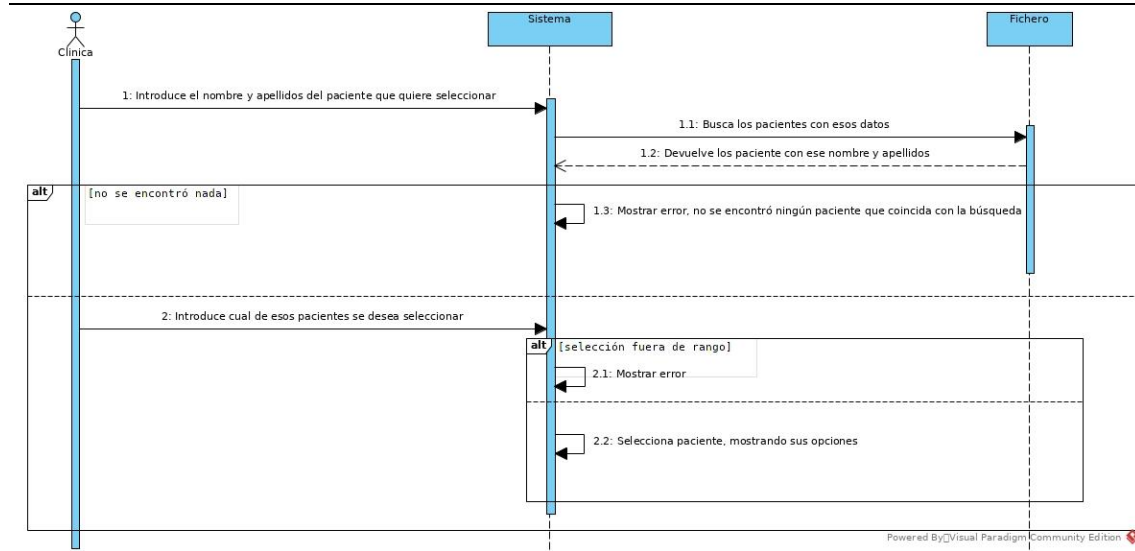 Sistema
Fichero
Clínica
1: Introduce el nombre y apellidos del paciente que quiere seleccionar
1.1: Busca los pacientes con esos datos
1.2: Devuelve los paciente con ese nombre y apellidos
alt
[no se encontró nada]
1.3: Mostrar error, no se encontró ningún paciente que coincida con la búsqueda
2: Introduce cual de esos pacientes se desea seleccionar
alt
[selección fuera de rango]
2.1: Mostrar error
2.2: Selecciona paciente, mostrando sus opciones
Powered By Visual Paradigm Community Edition